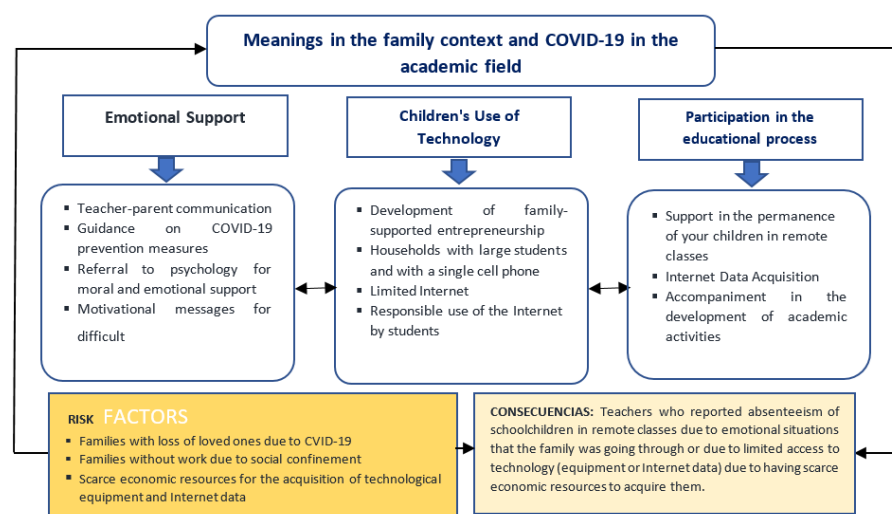 Meanings in the family context and COVID-19 in the
academic field
Emotional Support
Children's Use of
Technology
Participation in the
educational process
▪ Teacher-parent communication
▪ Guidance on COVID-19
prevention measures
▪ Referral to psychology for
moral and emotional support
▪ Motivational messages for
difficult
▪ Development of family-
supported entrepreneurship
▪ Households with large students
and with a single cell phone
▪ Limited Internet
▪ Responsible use of the Internet
by students
▪ Support in the permanence
of your children in remote
classes
▪ Internet Data Acquisition
▪ Accompaniment in the
development of academic
activities
RISK FACTORS
▪ Families with loss of loved ones due to CVID-19
▪ Families without work due to social confinement
▪ Scarce economic resources for the acquisition of technological
equipment and Internet data
CONSECUENCIAS: Teachers who reported absenteeism of
schoolchildren in remote classes due to emotional situations
that the family was going through or due to limited access to
technology (equipment or Internet data) due to having scarce
economic resources to acquire them.